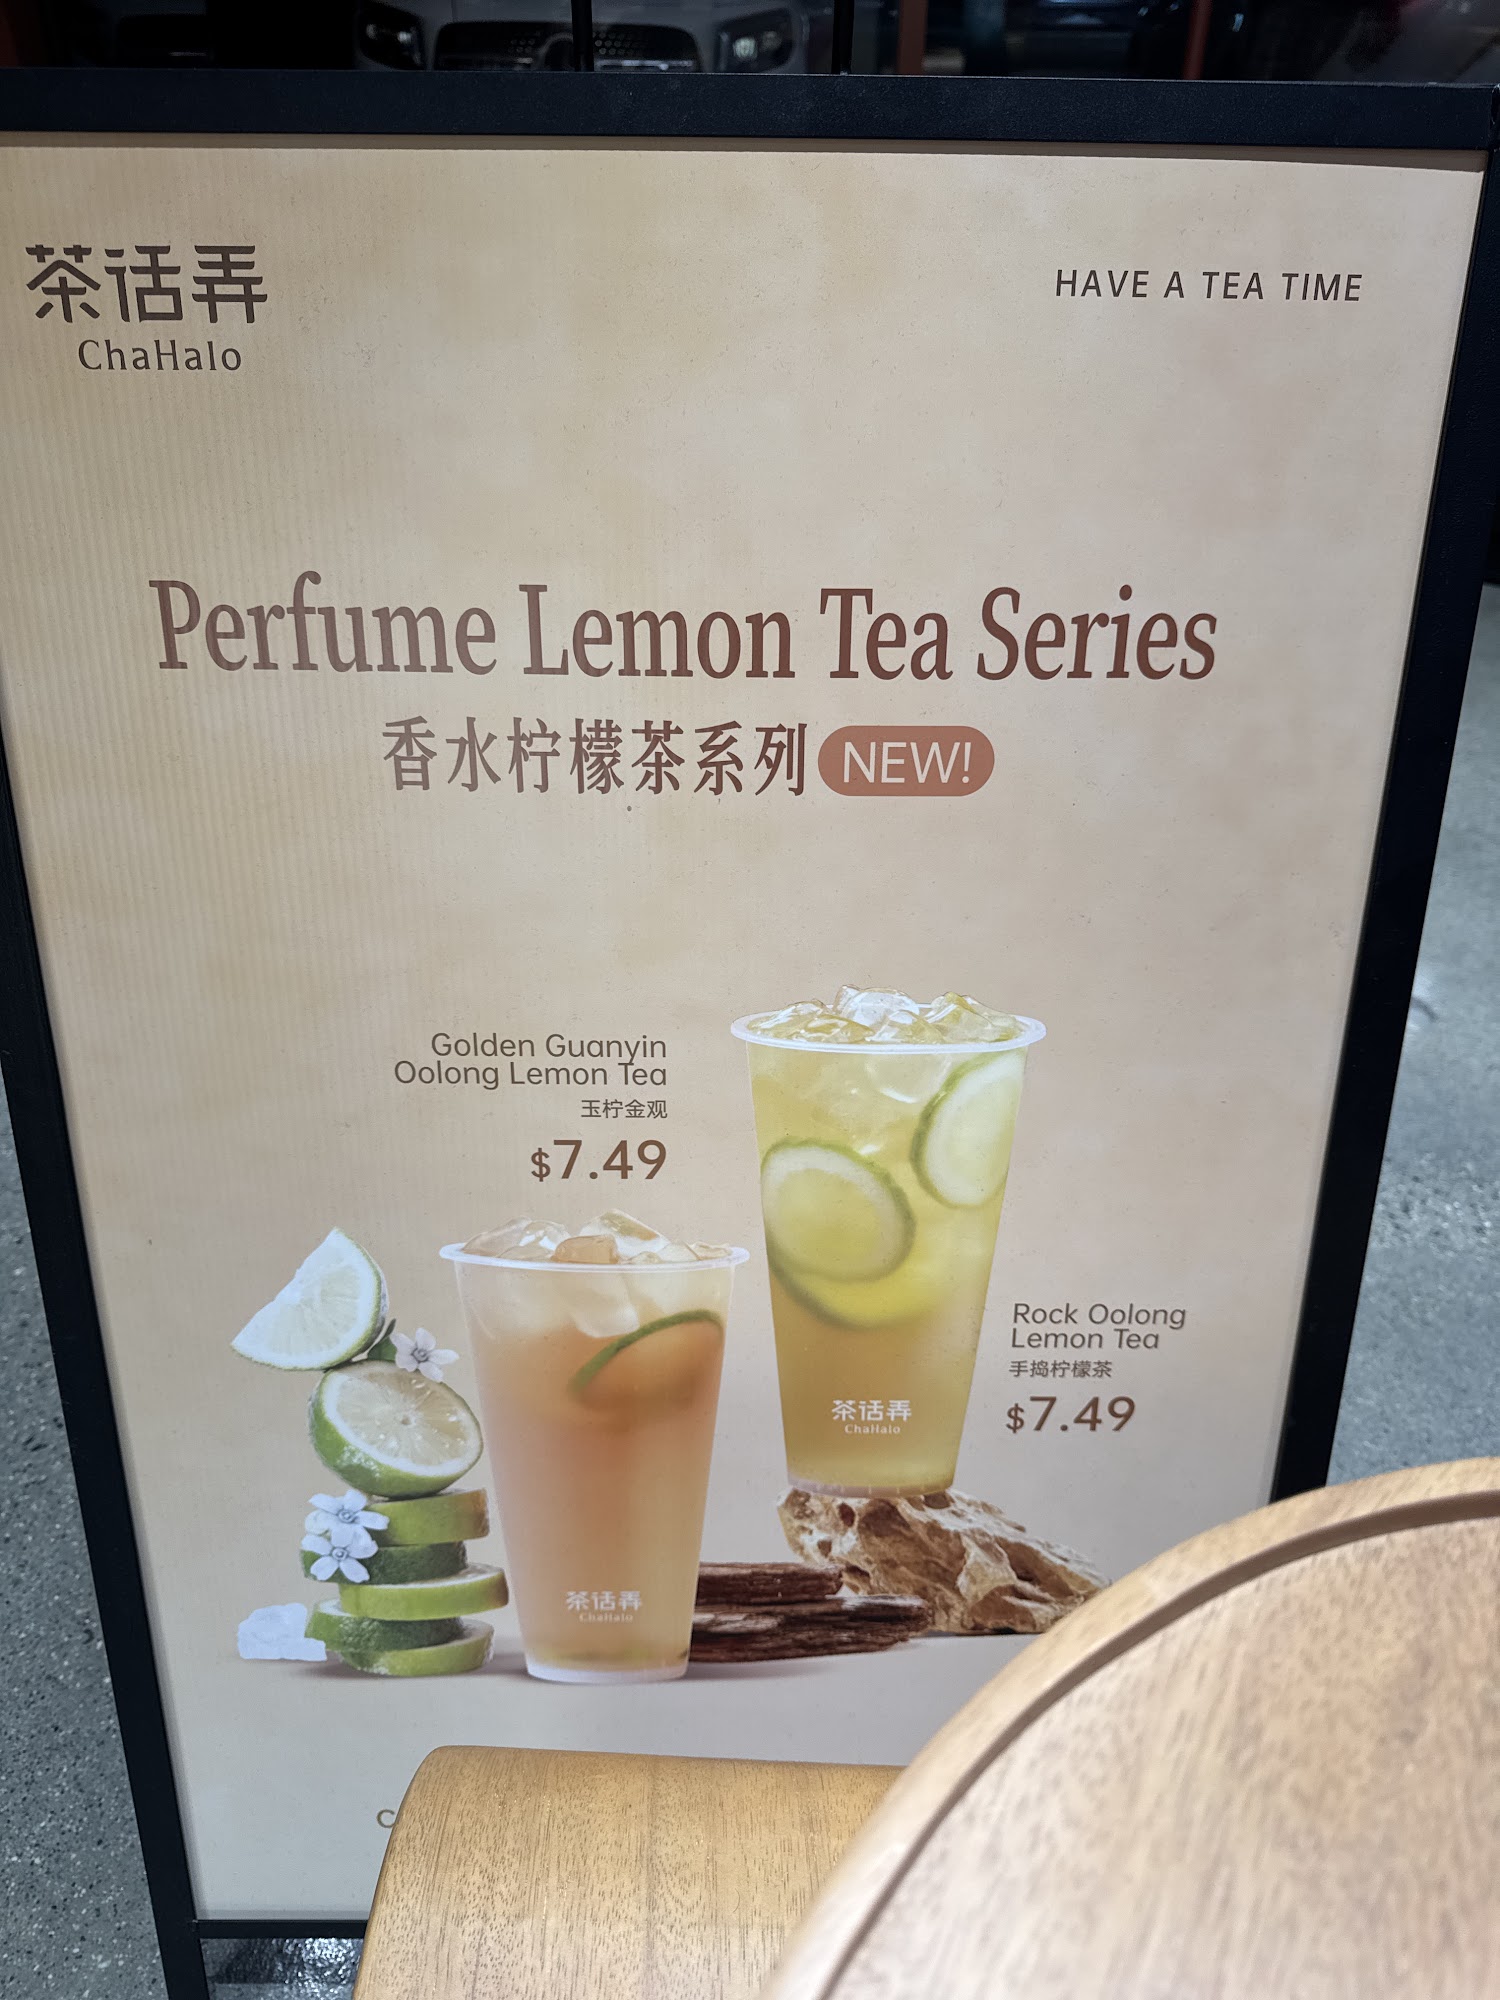 茶话弄
ChaHalo
HAVE A TEA TIME
Perfume Lemon Tea Series
香水柠檬茶系列 NEW!
Golden Guanyin
Oolong Lemon Tea
玉柠金观
$7.49
Rock Oolong
Lemon Tea
手捣柠檬茶
$7.49
茶话弄
ChaHalo
茶话弄
ChaHalo